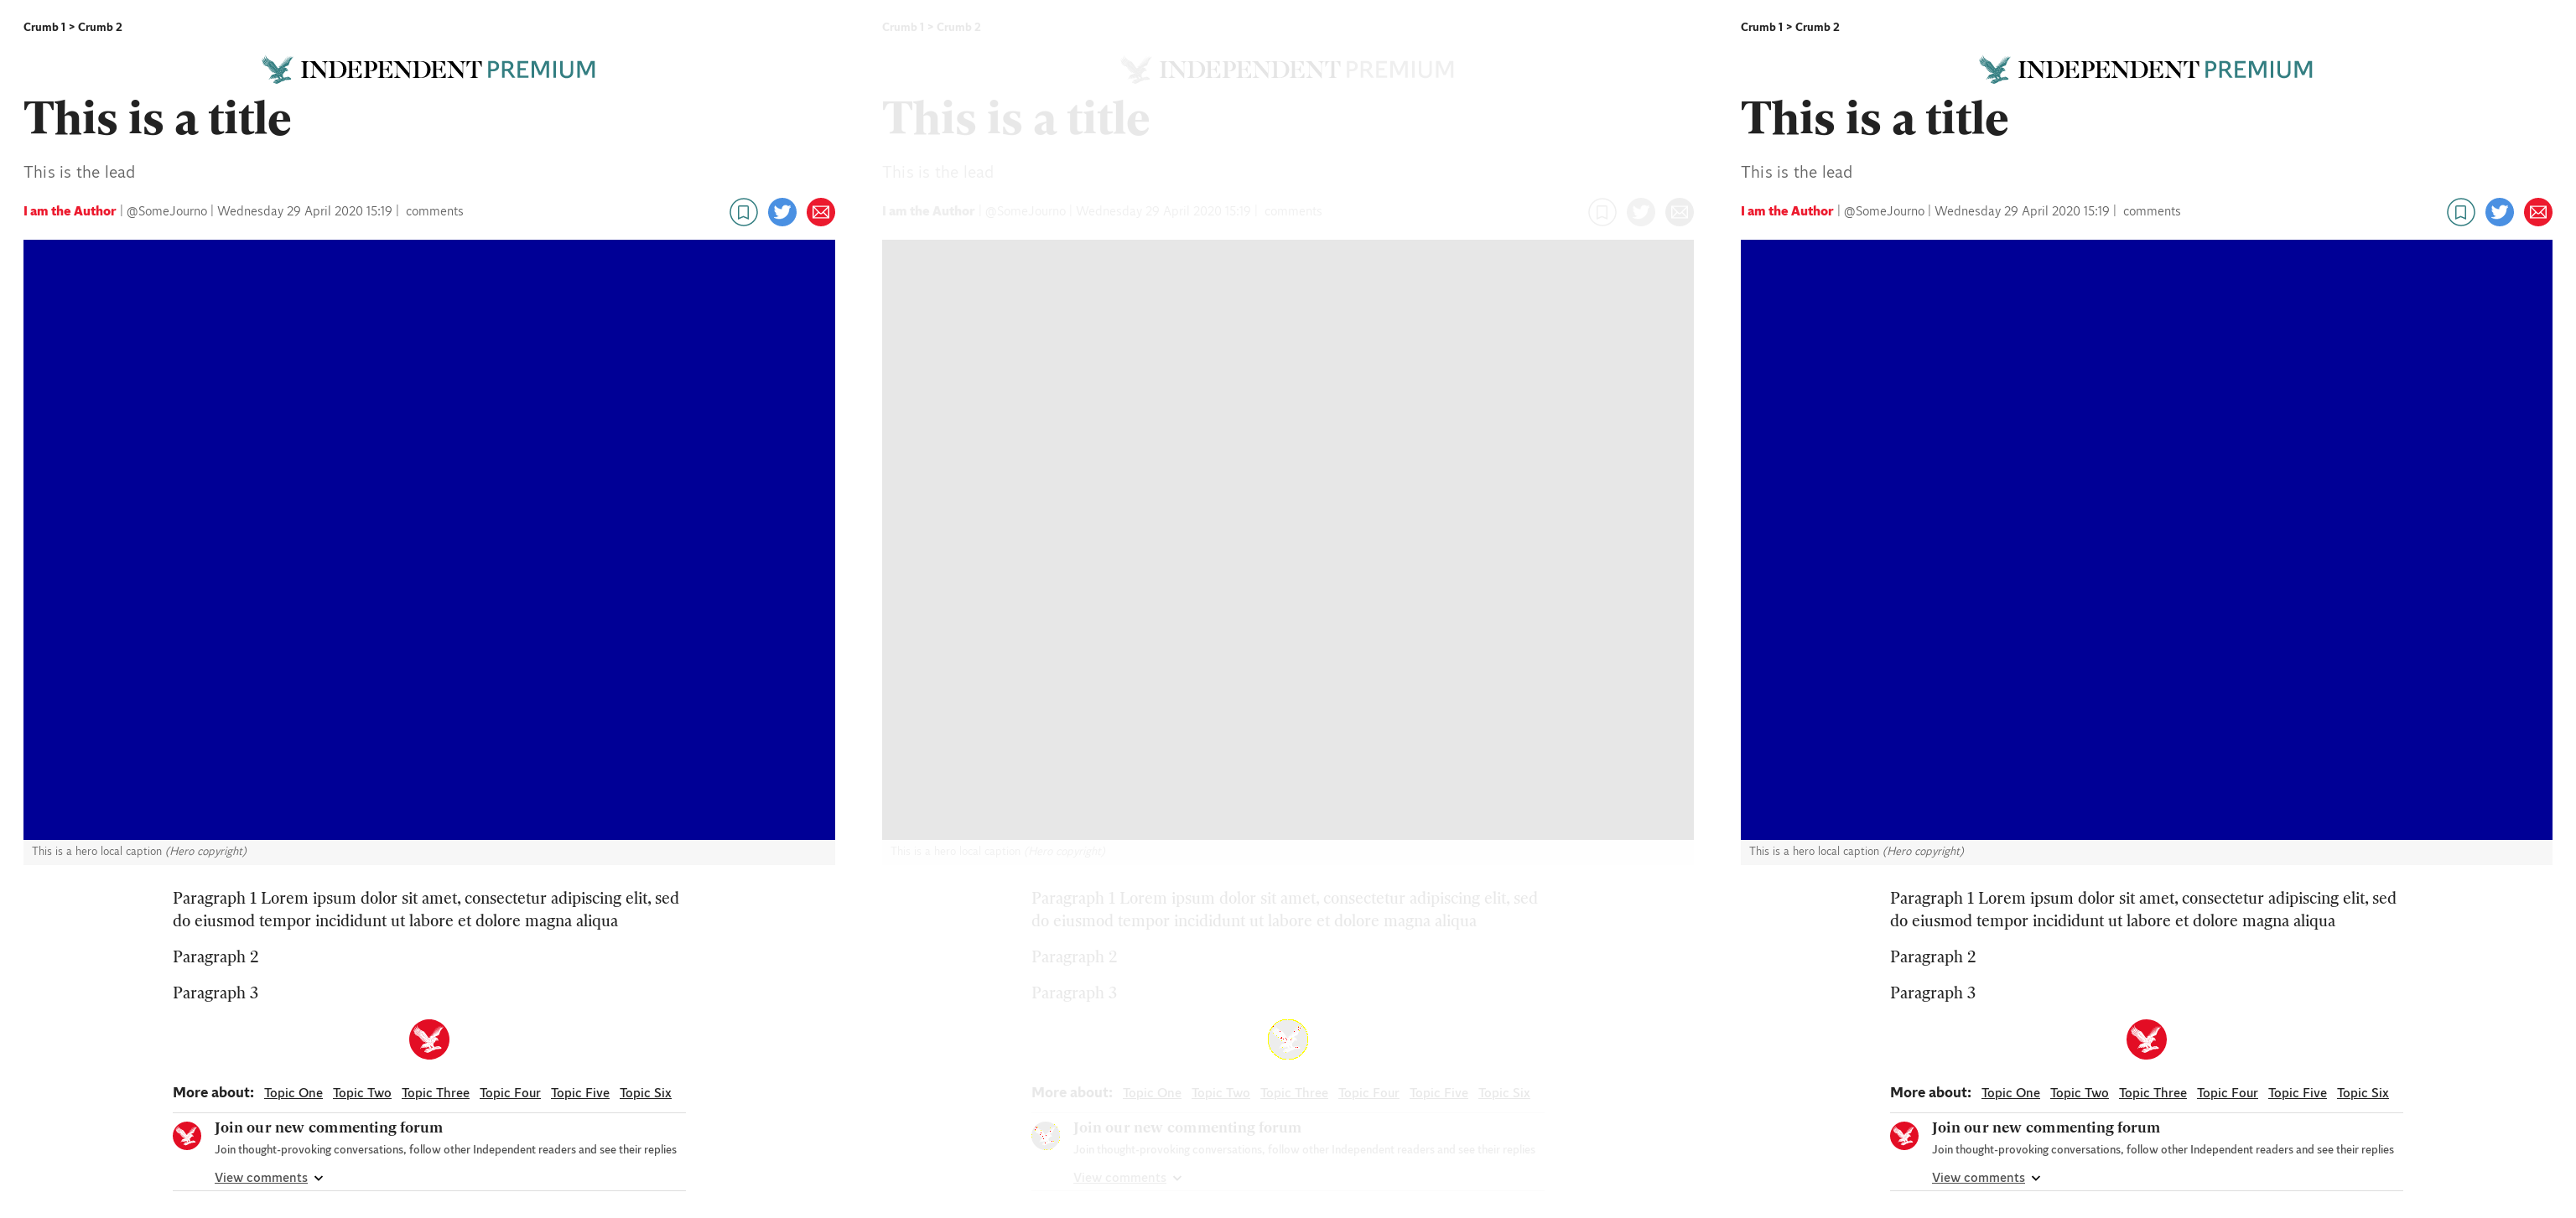 Crumb 1 > Crumb 2
INDEPENDENT PREMIUM
This is a title
This is the lead
I am the Author | @SomeJourno | Wednesday 29 April 2020 15:19 | comments
This is a hero local caption (Hero copyright)
Paragraph 1 Lorem ipsum dolor sit amet, consectetur adipiscing elit, sed
do eiusmod tempor incididunt ut labore et dolore magna aliqua
Paragraph 2
Paragraph 3
More about: Topic One Topic Two Topic Three Topic Four Topic Five Topic Six
Join our new commenting forum
Join thought-provoking conversations, follow other Independent readers and see their replies
View comments
Crumb 1 > Crumb 2
INDEPENDENT PREMIUM
This is a title
This is the lead
I am the Author | @SomeJourno | Wednesday 29 April 2020 15:19 | comments
This is a hero local caption (Hero copyright)
Paragraph 1 Lorem ipsum dolor sit amet, consectetur adipiscing elit, sed
do eiusmod tempor incididunt ut labore et dolore magna aliqua
Paragraph 2
Paragraph 3
More about: Topic One Topic Two Topic Three Topic Four Topic Five Topic Six
Join our new commenting forum
Join thought-provoking conversations, follow other Independent readers and see their replies
View comments
Crumb 1 > Crumb 2
INDEPENDENT PREMIUM
This is a title
This is the lead
I am the Author | @SomeJourno | Wednesday 29 April 2020 15:19 | comments
This is a hero local caption (Hero copyright)
Paragraph 1 Lorem ipsum dolor sit amet, consectetur adipiscing elit, sed
do eiusmod tempor incididunt ut labore et dolore magna aliqua
Paragraph 2
Paragraph 3
More about: Topic One Topic Two Topic Three Topic Four Topic Five Topic Six
Join our new commenting forum
Join thought-provoking conversations, follow other Independent readers and see their replies
View comments